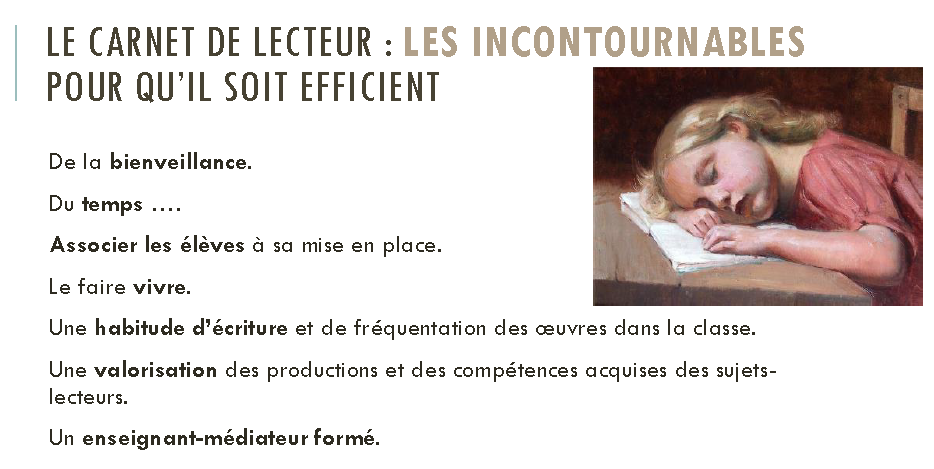 LE CARNET DE LECTEUR : LES INCONTOURNABLES
POUR QU’IL SOIT EFFICIENT
De la bienveillance.
Du temps ….
Associer les élèves à sa mise en place.
Le faire vivre.
Une habitude d’écriture et de fréquentation des œuvres dans la classe.
Une valorisation des productions et des compétences acquises des sujets-
lecteurs.
Un enseignant-médiateur formé.